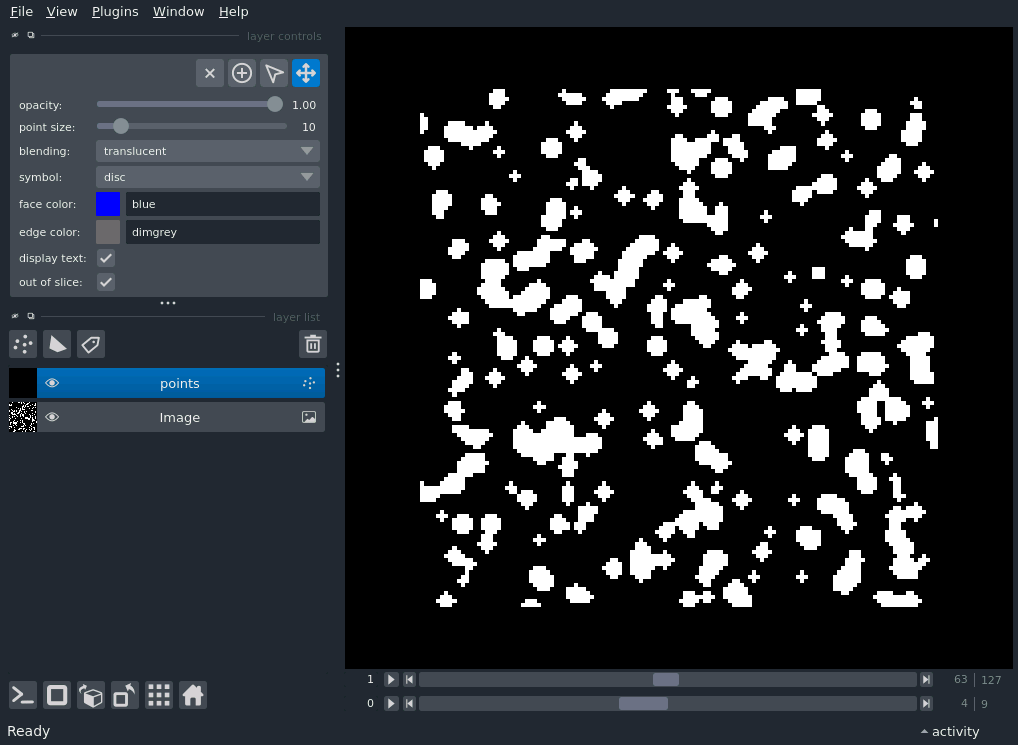 File View Plugins Window Help
layer controls
opacity: 1.00
point size: 10
blending: translucent
symbol: disc
face color: blue
edge color: dimgrey
display text:
out of slice:
layer list
points
Image
1 63 127
0 4 9
Ready activity